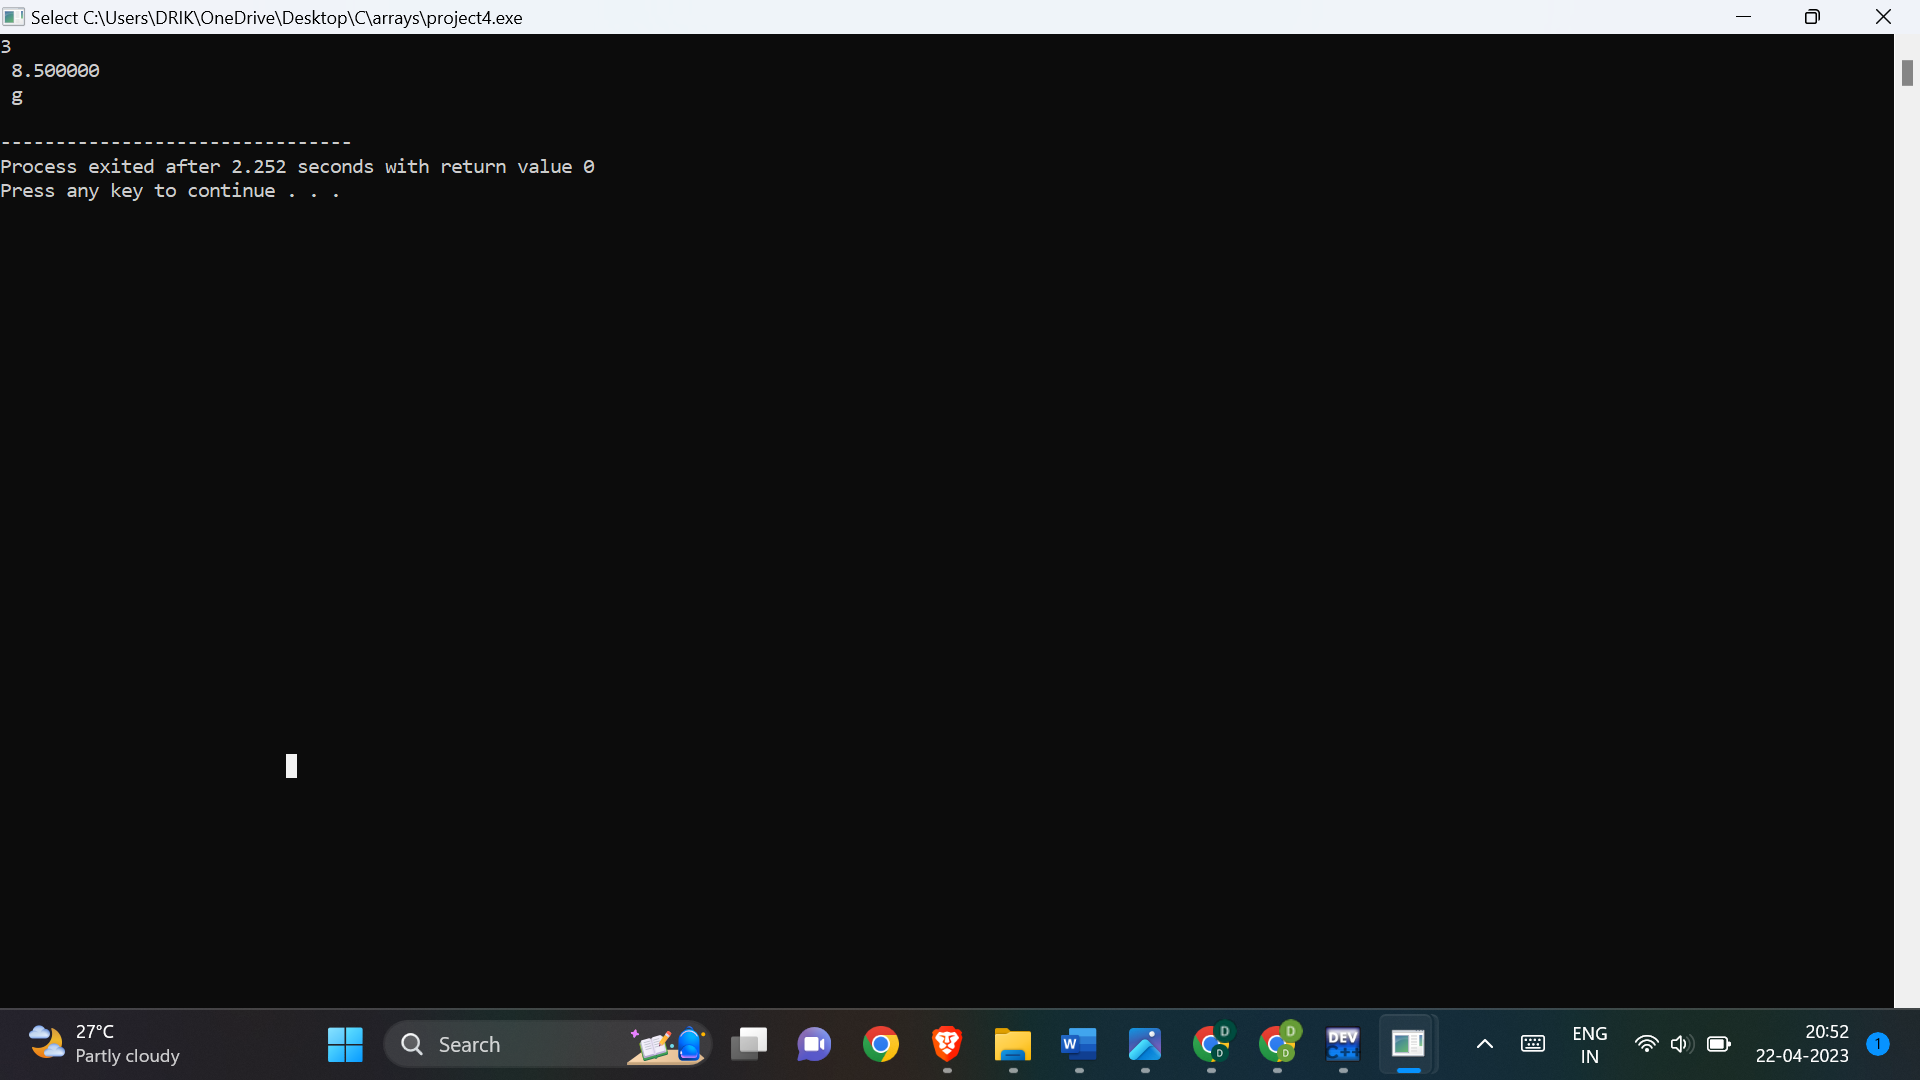 Select C:\Users\DRIK\OneDrive\Desktop\C\arrays\project4.exe
3
8.500000
g
--------------------------------
Process exited after 2.252 seconds with return value 0
Press any key to continue . . .
27°C
Partly cloudy
Search
W
D
D
D
D
DEV
C++
ENG
IN
20:52
22-04-2023
1